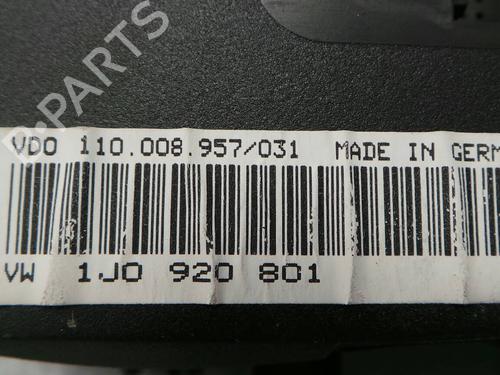 B-PARTS
VDO 110.008.957/031 MADE IN GERM
VW 1J0 920 801